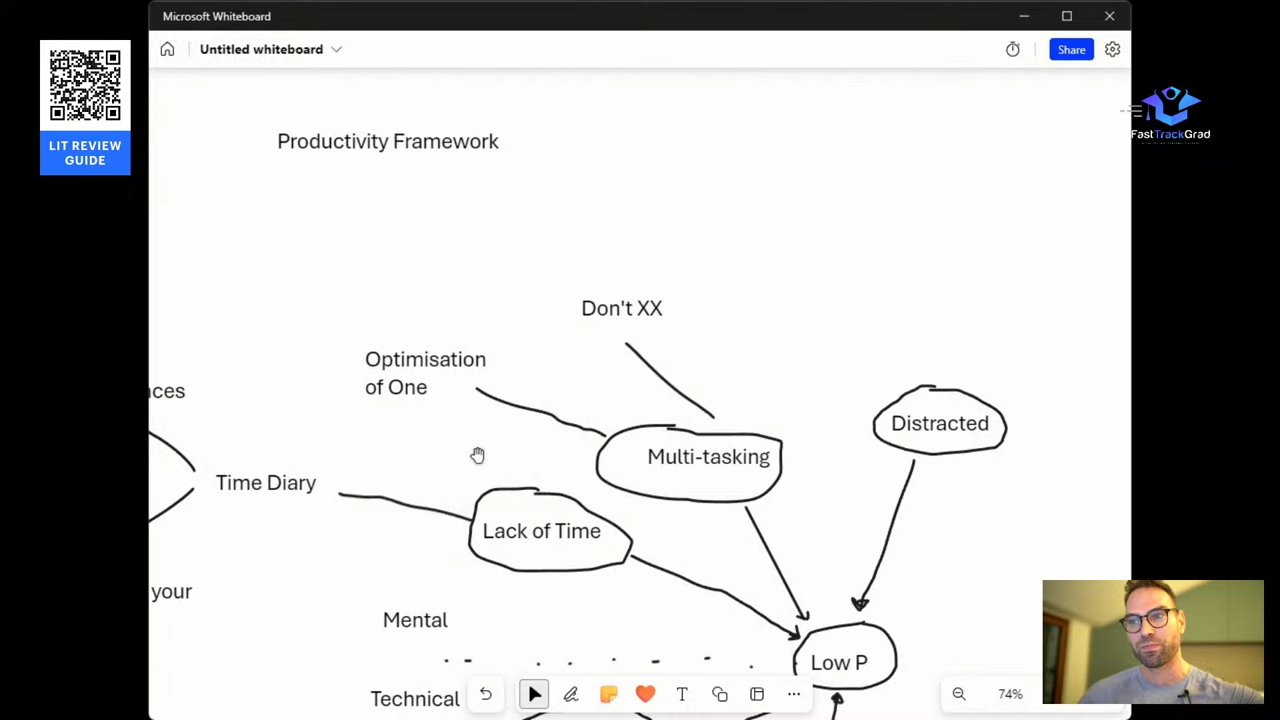 Microsoft Whiteboard
Untitled whiteboard
Share
LIT REVIEW
GUIDE
FastTrackGrad
Productivity Framework
Don't XX
Optimisation
of One
nces
Distracted
Multi-tasking
Time Diary
Lack of Time
your
Mental
Low P
Technical
74%